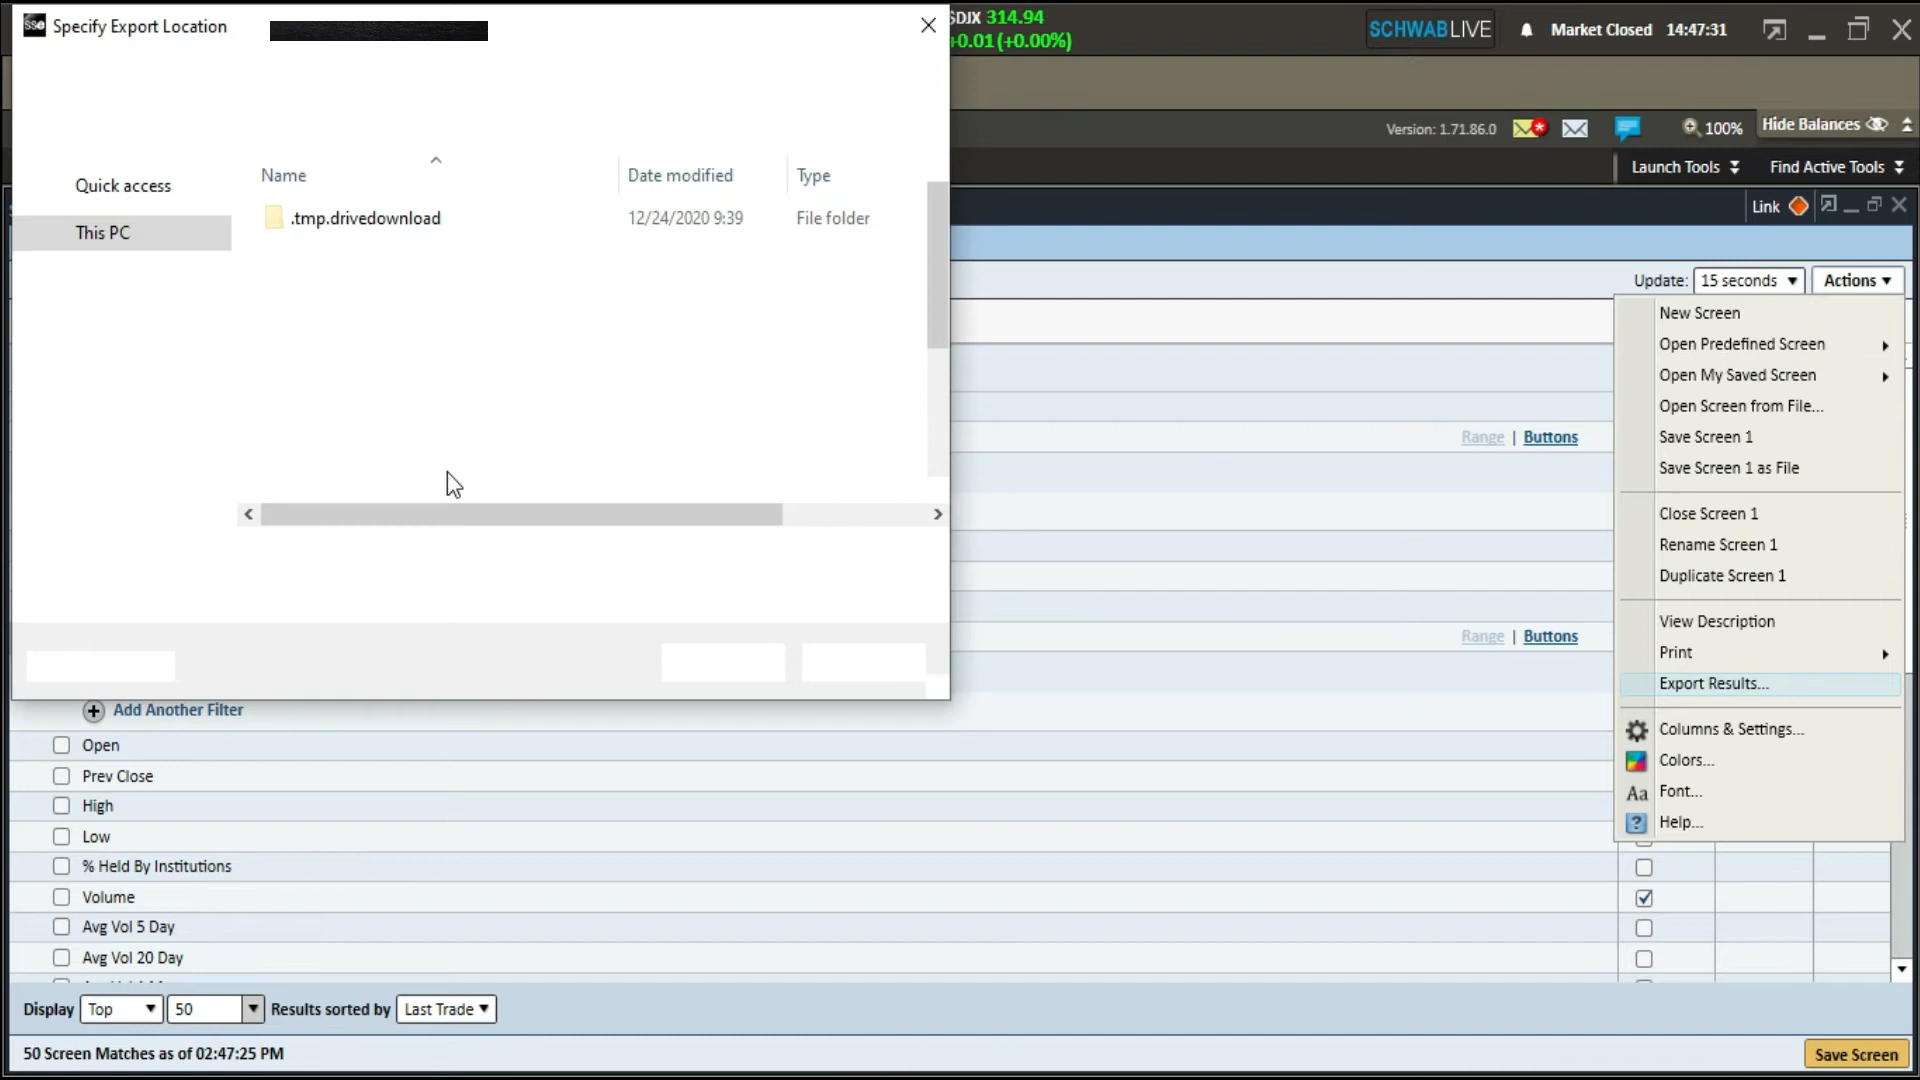 sse Specify Export Location
$DJX 314.94
+0.01 (+0.00%)
SCHWABLIVE
Market Closed 14:47:31
Version: 1.71.86.0
100%
Hide Balances
Launch Tools
Find Active Tools
Link
Name
Date modified
Type
Quick access
This PC
.tmp.drivedownload
12/24/2020 9:39
File folder
Update: 15 seconds
Actions
New Screen
Open Predefined Screen
Open My Saved Screen
Open Screen from File...
Save Screen 1
Save Screen 1 as File
Close Screen 1
Rename Screen 1
Duplicate Screen 1
View Description
Print
Export Results...
Columns & Settings...
Colors...
Aa Font...
? Help...
Range | Buttons
Range | Buttons
Add Another Filter
Open
Prev Close
High
Low
% Held By Institutions
Volume
Avg Vol 5 Day
Avg Vol 20 Day
Display Top 50 Results sorted by Last Trade
50 Screen Matches as of 02:47:25 PM
Save Screen